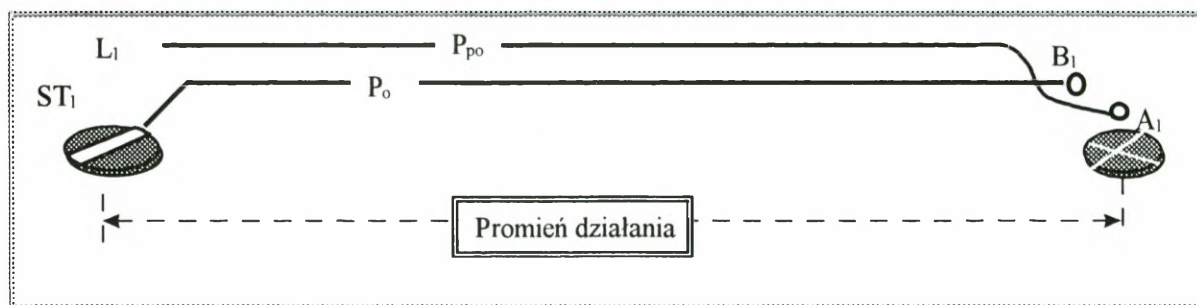 L₁ Pₚₒ B₁
ST₁ Pₒ A₁
Promień działania